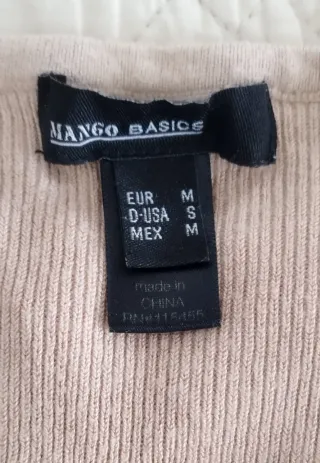 MANGO BASICS
EUR M
D-USA S
MEX M
made in
CHINA